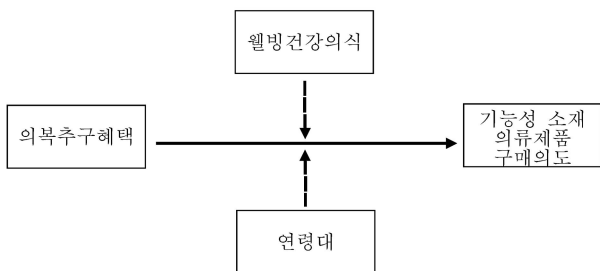 웰빙건강의식
의복추구혜택
기능성 소재
의류제품
구매의도
연령대